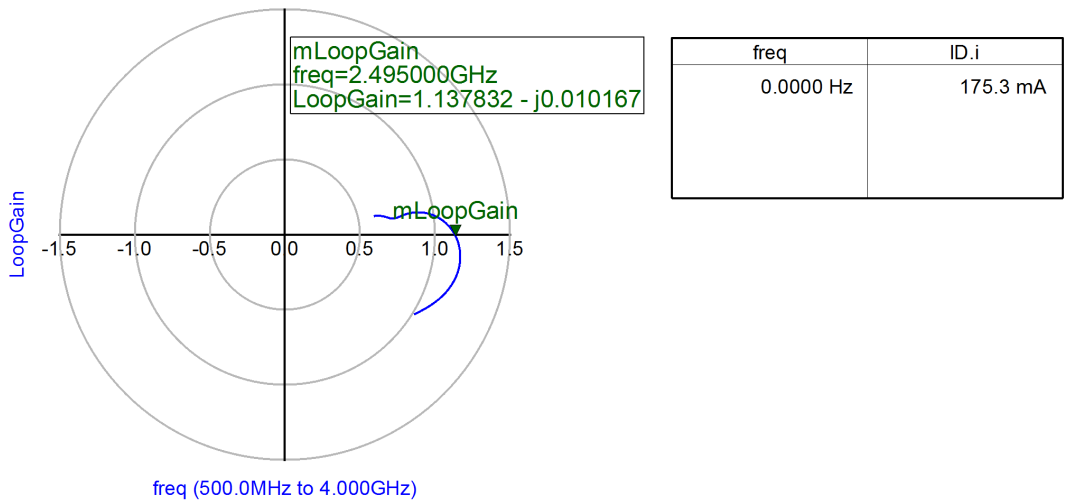 mLoopGain
freq=2.495000GHz
LoopGain=1.137832 - j0.010167
freq ID.i
0.0000 Hz 175.3 mA
LoopGain
mLoopGain
-1.5 -1.0 -0.5 0.0 0.5 1.0 1.5
freq (500.0MHz to 4.000GHz)